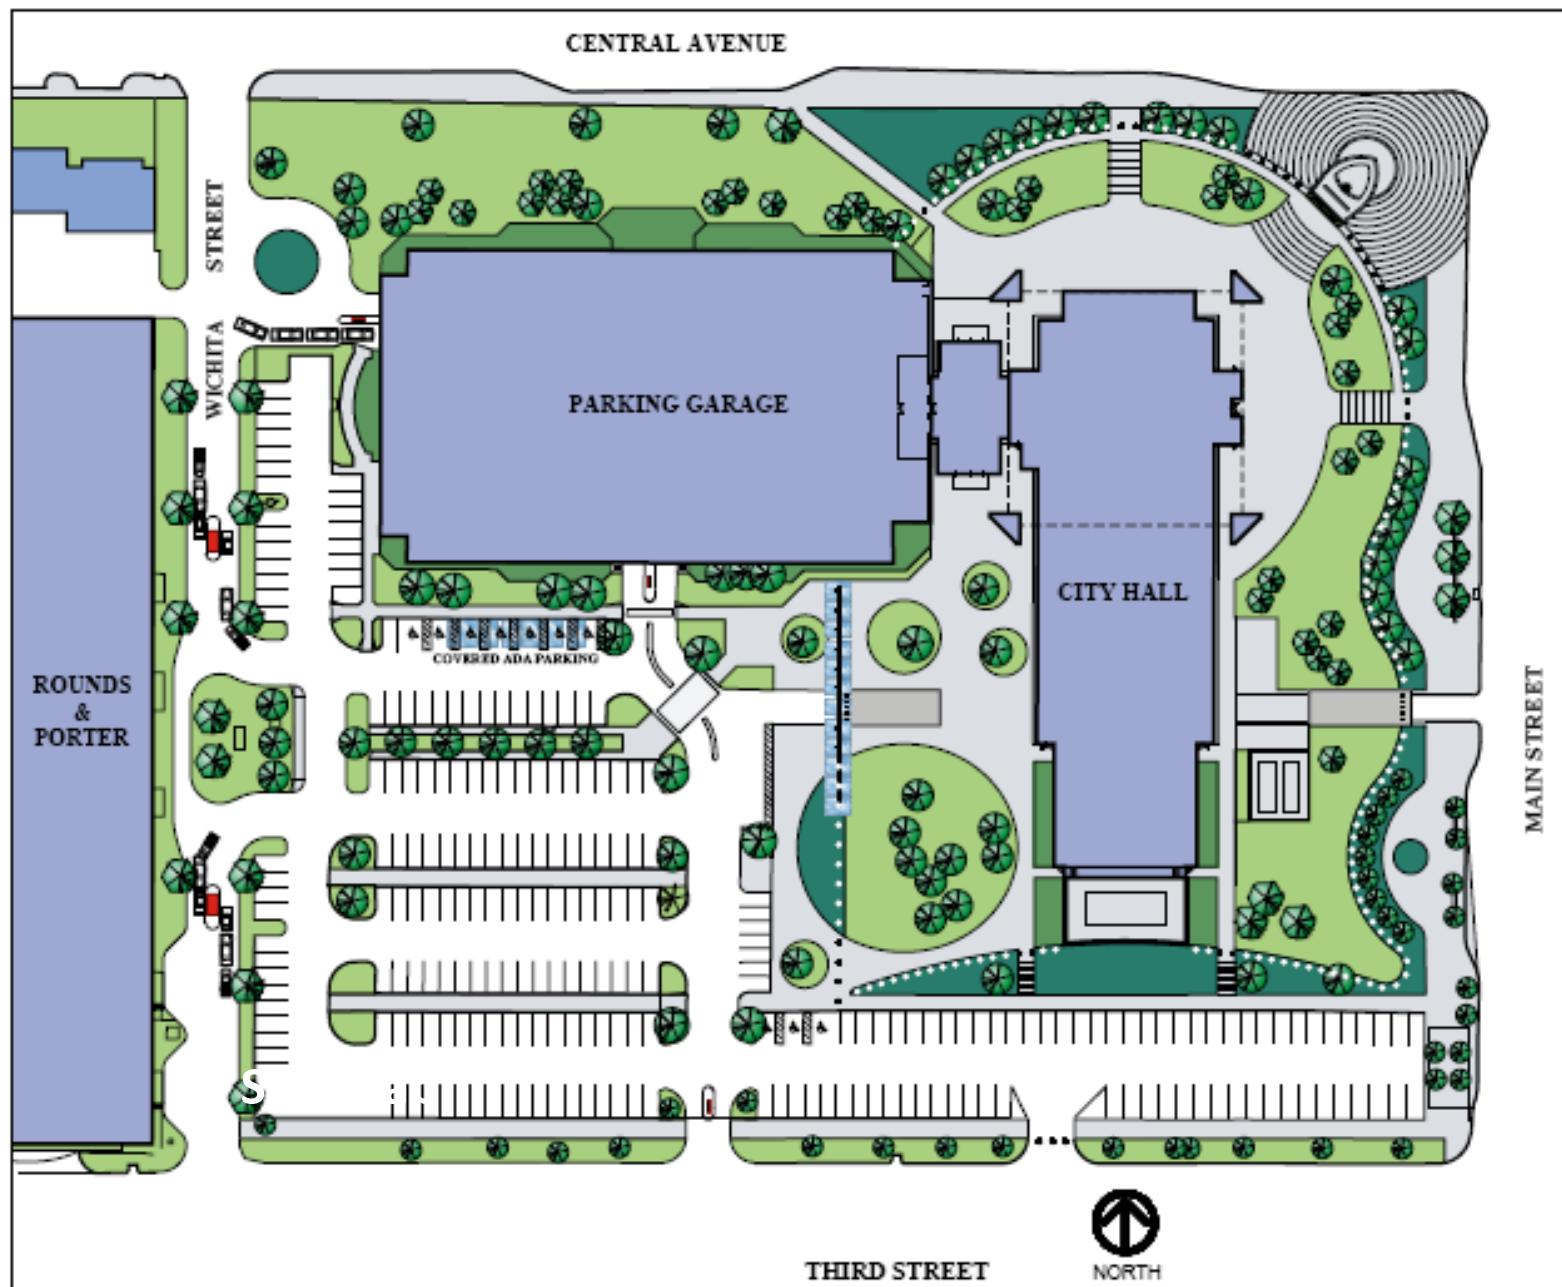 CENTRAL AVENUE
WICHITA STREET
PARKING GARAGE
CITY HALL
COVERED ADA PARKING
ROUNDS
&
PORTER
MAIN STREET
THIRD STREET
NORTH